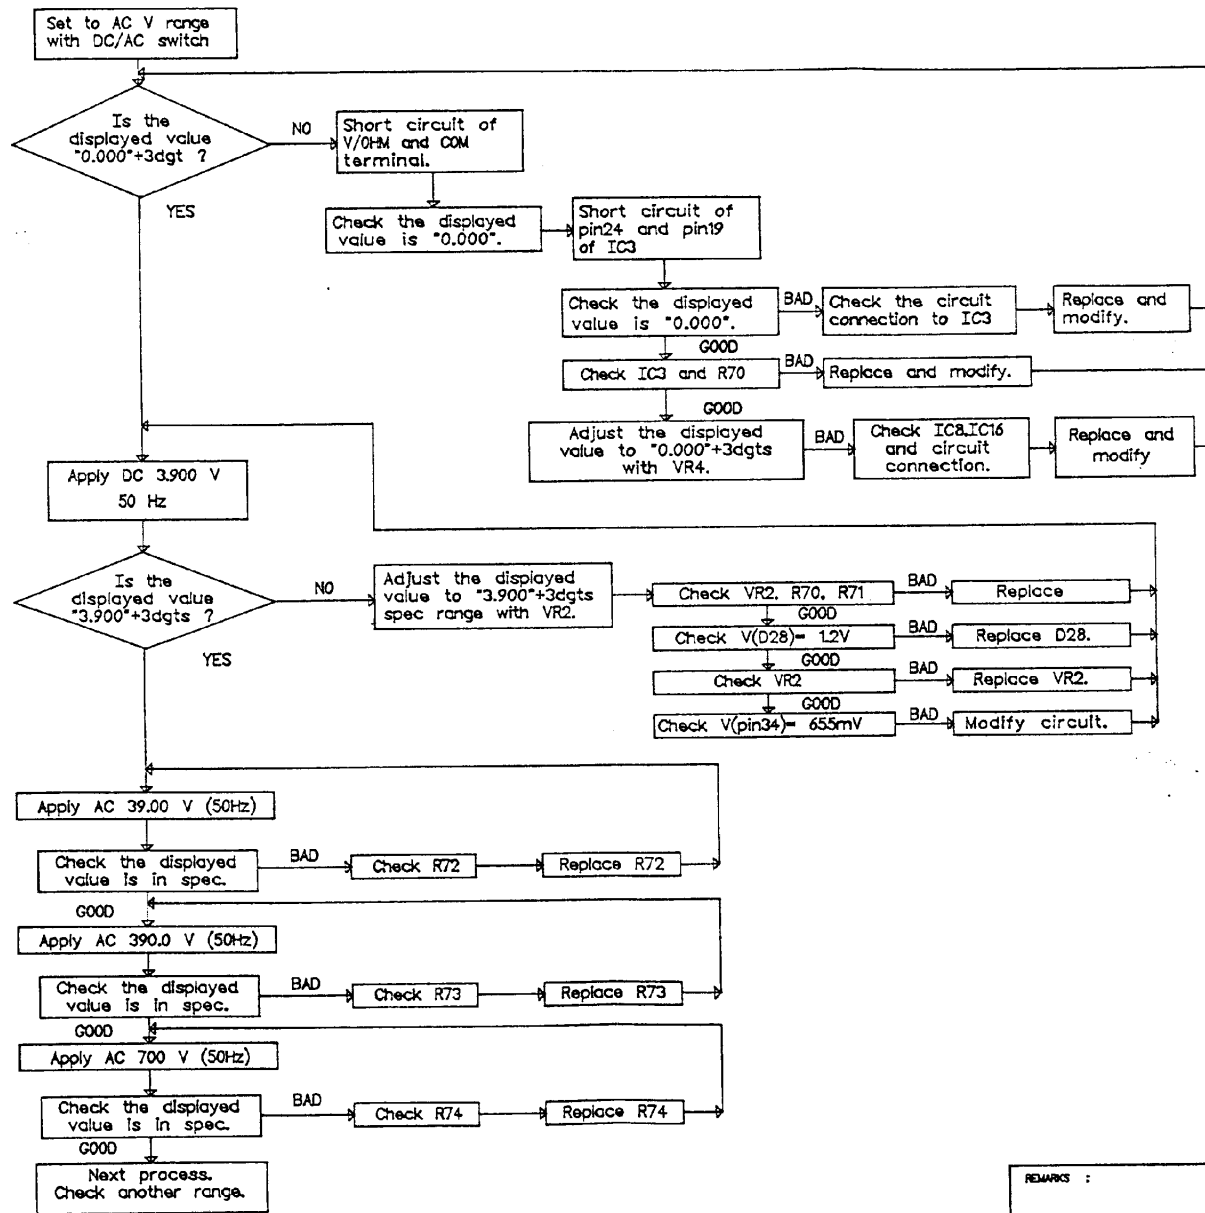 Set to AC V range
with DC/AC switch
Is the
displayed value
"0.000"+3dgt ?
NO
YES
Short circuit of
V/OHM and COM
terminal.
Check the displayed
value is "0.000".
Short circuit of
pin24 and pin19
of IC3
Check the displayed
value is "0.000".
BAD
Check the circuit
connection to IC3
Replace and
modify.
GOOD
Check IC3 and R70
BAD
Replace and modify.
GOOD
Adjust the displayed
value to "0.000"+3dgts
with VR4.
BAD
Check IC8,IC16
and circuit
connection.
Replace and
modify
Apply DC 3.900 V
50 Hz
Is the
displayed value
"3.900"+3dgts ?
NO
YES
Adjust the displayed
value to "3.900"+3dgts
spec range with VR2.
Check VR2. R70. R71
BAD
Replace
GOOD
Check V(D28)= 1.2V
BAD
Replace D28.
GOOD
Check VR2
BAD
Replace VR2.
GOOD
Check V(pin34)= 655mV
BAD
Modify circuit.
Apply AC 39.00 V (50Hz)
Check the displayed
value is in spec.
BAD
Check R72
Replace R72
GOOD
Apply AC 390.0 V (50Hz)
Check the displayed
value is in spec.
BAD
Check R73
Replace R73
GOOD
Apply AC 700 V (50Hz)
Check the displayed
value is in spec.
BAD
Check R74
Replace R74
GOOD
Next process.
Check another range.
REMARKS :